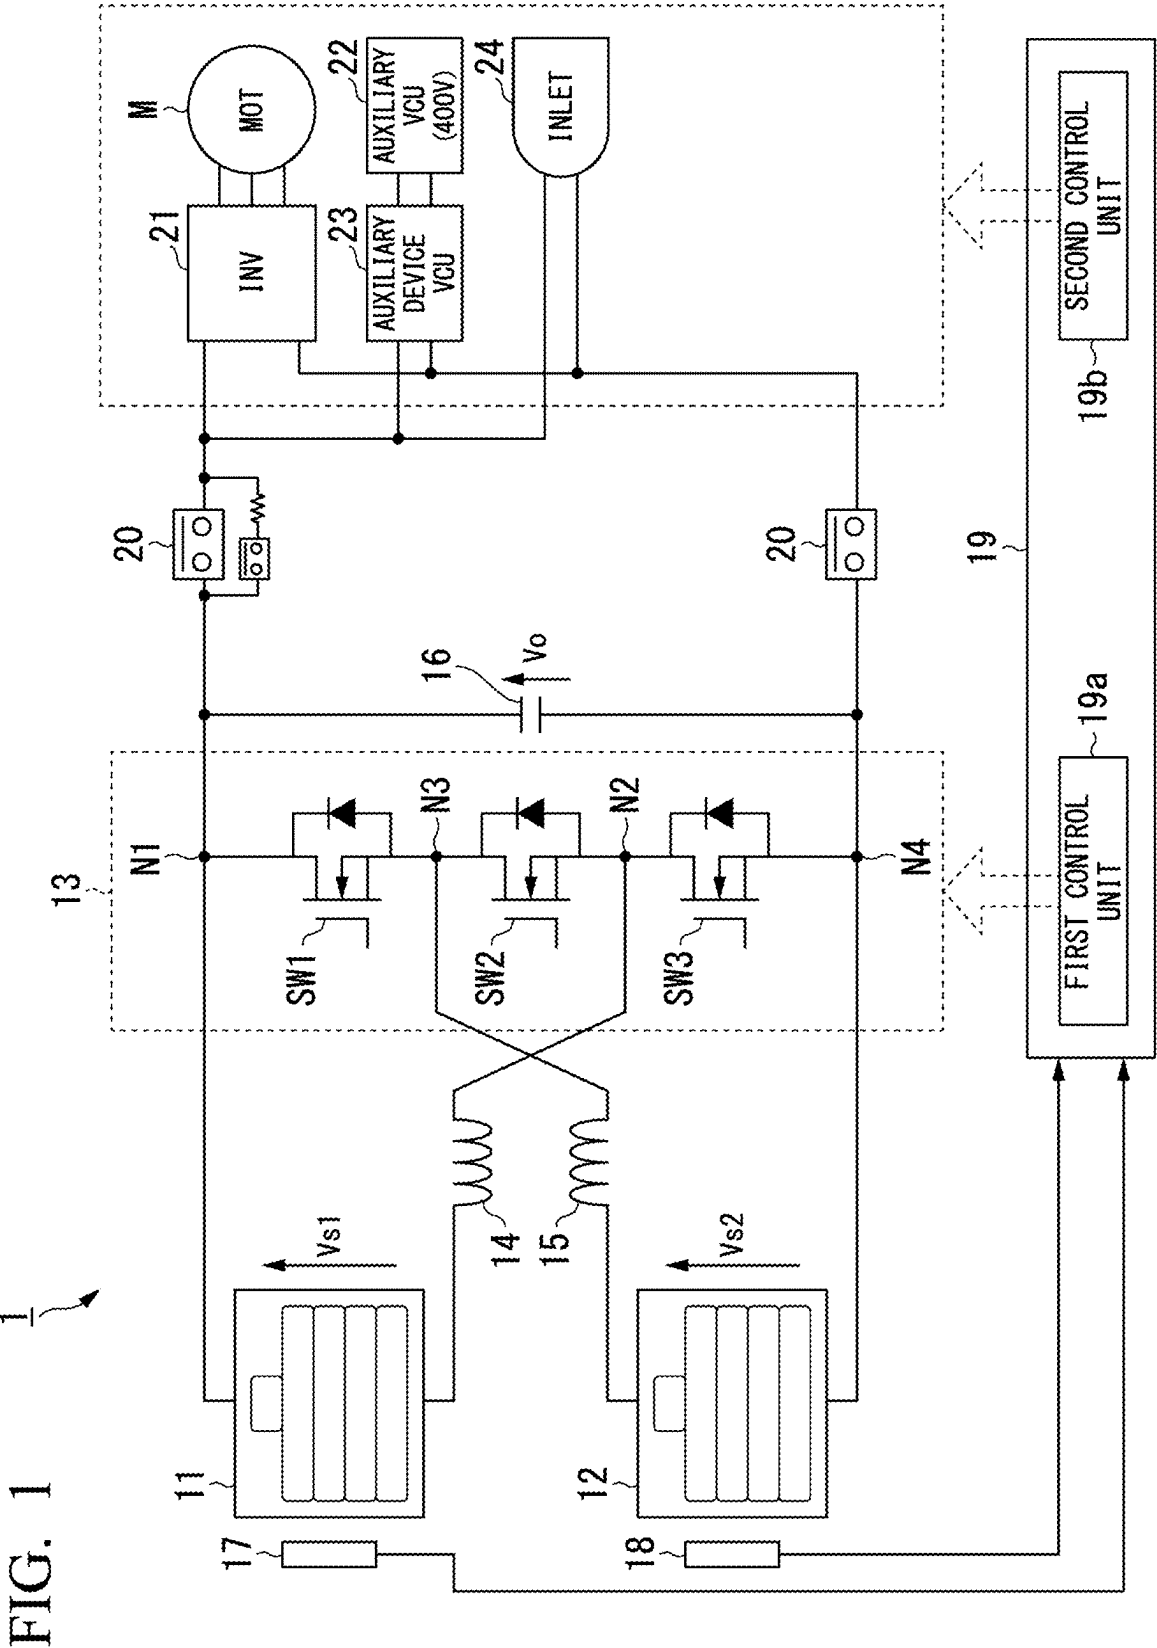 FIG. 1
1
13
N1
20
21
INV
M
MOT
22
AUXILIARY
VCU
(400V)
23
AUXILIARY
DEVICE
VCU
24
INLET
11
Vs1
17
14
SW1
N3
16
Vo
SW2
N2
15
12
Vs2
18
SW3
N4
20
19
19a
FIRST CONTROL
UNIT
19b
SECOND CONTROL
UNIT